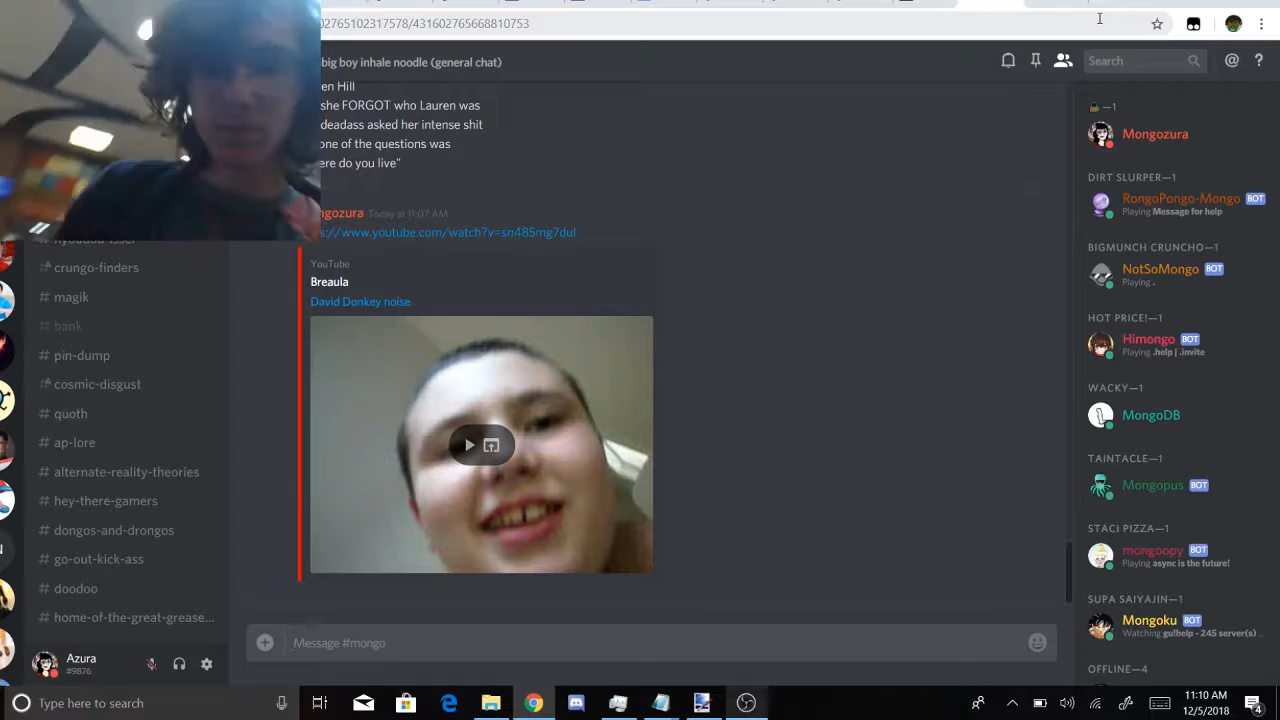 02765102317578/431602765668810753
big boy inhale noodle (general chat)
Search
en Hill
she FORGOT who Lauren was
deadass asked her intense shit
one of the questions was
ere do you live"
ngozura Today at 11:07 AM
s://www.youtube.com/watch?v=sn485mg7duI
YouTube
Breaula
David Donkey noise
# crungo-finders
# magik
# bank
# pin-dump
# cosmic-disgust
# quoth
# ap-lore
# alternate-reality-theories
# hey-there-gamers
# dongos-and-drongos
# go-out-kick-ass
# doodoo
# home-of-the-great-grease...
Azura
#9876
Message #mongo
—1
Mongozura
DIRT SLURPER—1
RongoPongo-Mongo BOT
Playing Message for help
BIGMUNCH CRUNCHO—1
NotSoMongo BOT
Playing .
HOT PRICE!—1
Himongo BOT
Playing .help | .invite
WACKY—1
MongoDB
TAINTACLE—1
Mongopus BOT
STACI PIZZA—1
mongoopy BOT
Playing async is the future!
SUPA SAIYAJIN—1
Mongoku BOT
Watching gu!help - 245 server(s) ...
OFFLINE—4
Type here to search
11:10 AM
12/5/2018
4